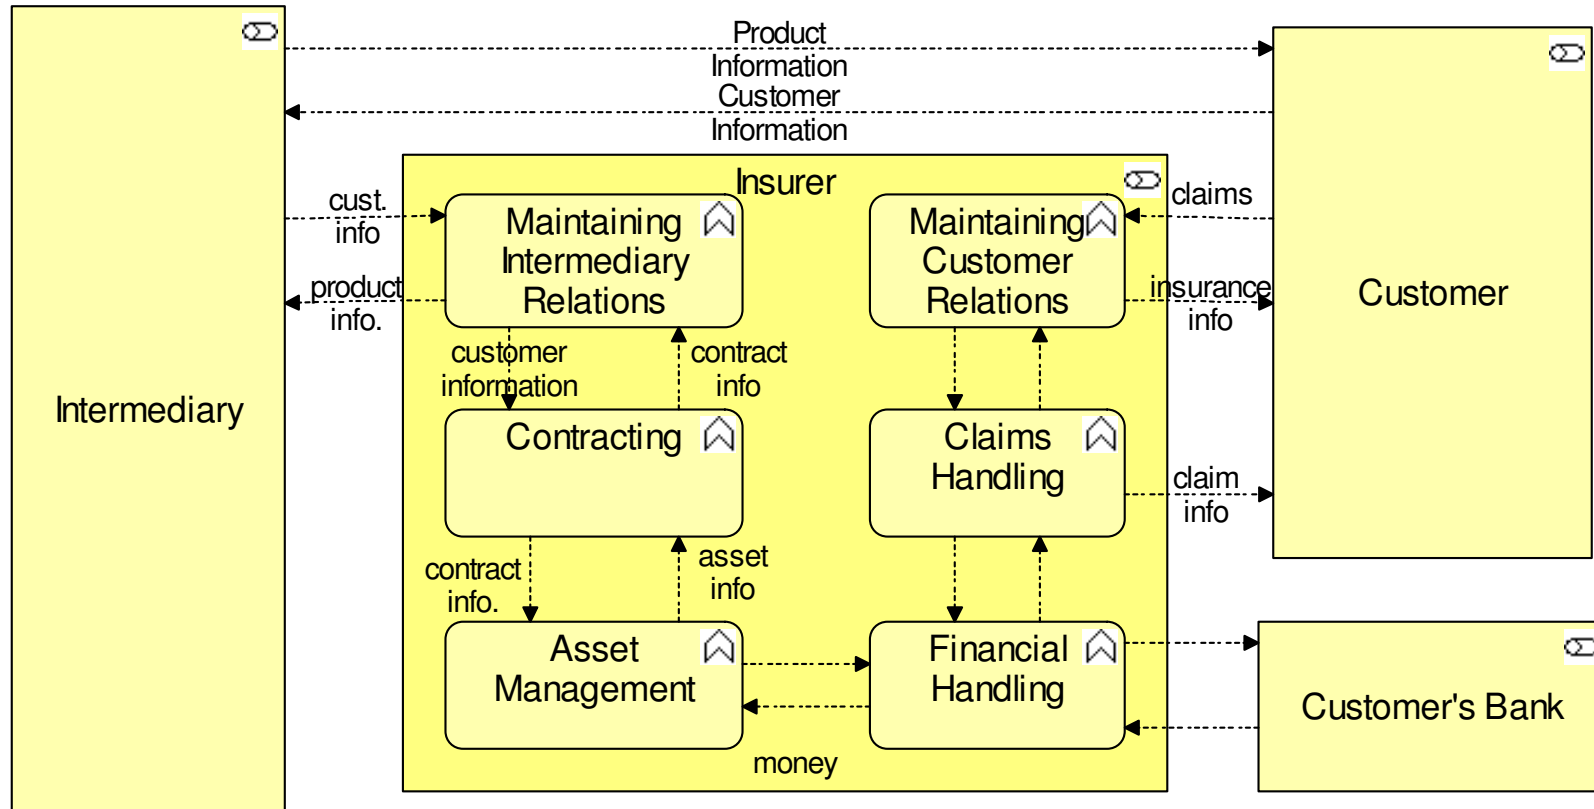 Product
Information
Customer
Information
Insurer
cust.
info
Maintaining
Intermediary
Relations
Maintaining
Customer
Relations
claims
product
info.
insurance
info
Customer
customer
information
contract
info
Intermediary
Contracting
Claims
Handling
claim
info
contract
info.
asset
info
Asset
Management
Financial
Handling
Customer's Bank
money